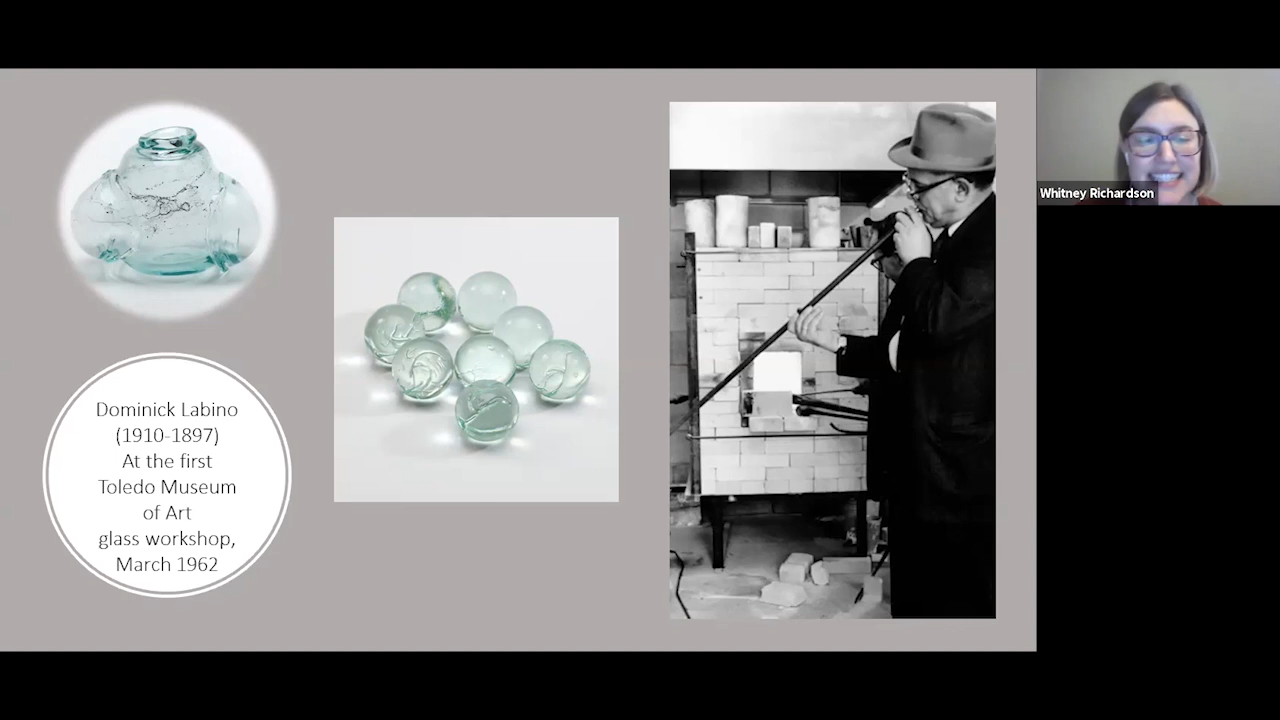 Dominick Labino
(1910-1897)
At the first
Toledo Museum
of Art
glass workshop,
March 1962
Whitney Richardson